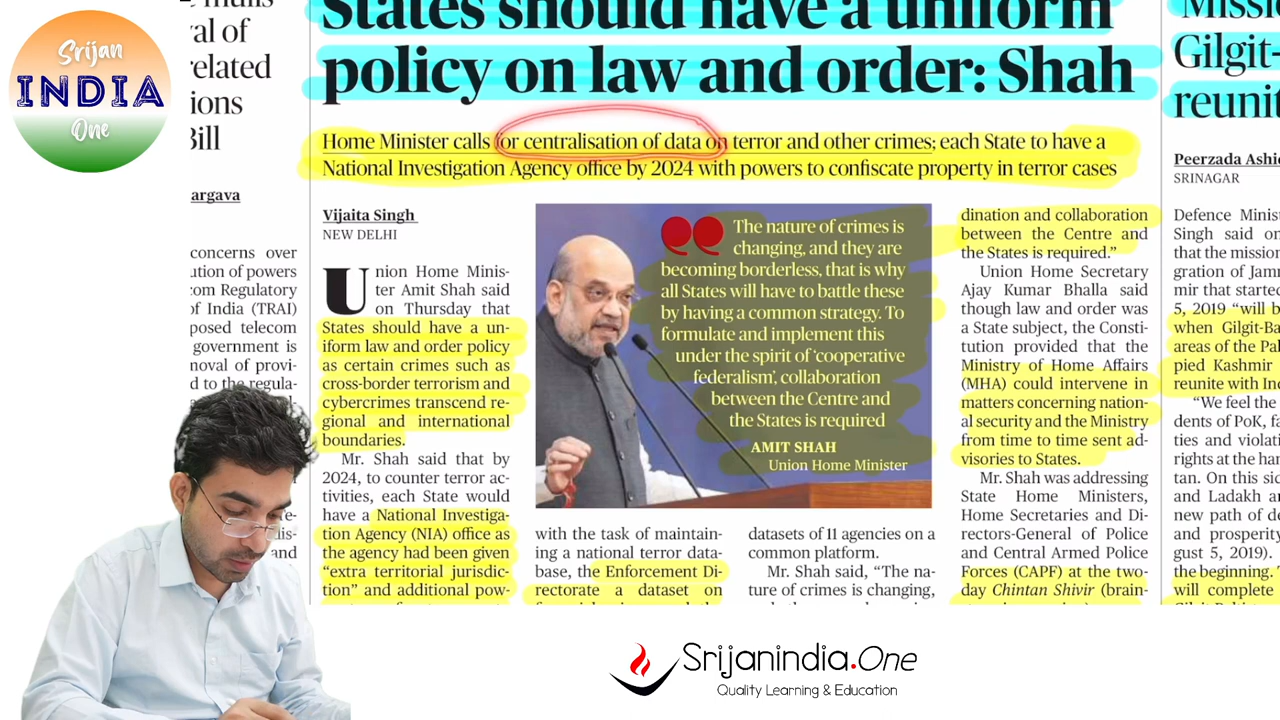 Srijan
INDIA
One
ral of
related
ions
Bill
argava
concerns over
ution of powers
com Regulatory
of India (TRAI)
posed telecom
government is
noval of provi-
d to the regula-
and
States should have a uniform
policy on law and order: Shah
Home Minister calls for centralisation of data on terror and other crimes; each State to have a
National Investigation Agency office by 2024 with powers to confiscate property in terror cases
Vijaita Singh
NEW DELHI
Union Home Minis-
ter Amit Shah said
on Thursday that
States should have a un-
iform law and order policy
as certain crimes such as
cross-border terrorism and
cybercrimes transcend re-
gional and international
boundaries.
Mr. Shah said that by
2024, to counter terror ac-
tivities, each State would
have a National Investiga-
tion Agency (NIA) office as
the agency had been given
“extra territorial jurisdic-
tion” and additional pow-
The nature of crimes is
changing, and they are
becoming borderless, that is why
all States will have to battle these
by having a common strategy. To
formulate and implement this
under the spirit of ‘cooperative
federalism’, collaboration
between the Centre and
the States is required
AMIT SHAH
Union Home Minister
with the task of maintain-
ing a national terror data-
base, the Enforcement Di-
rectorate a dataset on
datasets of 11 agencies on a
common platform.
Mr. Shah said, “The na-
ture of crimes is changing,
dination and collaboration
between the Centre and
the States is required.”
Union Home Secretary
Ajay Kumar Bhalla said
though law and order was
a State subject, the Consti-
tution provided that the
Ministry of Home Affairs
(MHA) could intervene in
matters concerning nation-
al security and the Ministry
from time to time sent ad-
visories to States.
Mr. Shah was addressing
State Home Ministers,
Home Secretaries and Di-
rectors-General of Police
and Central Armed Police
Forces (CAPF) at the two-
day Chintan Shivir (brain-
Missio
Gilgit-
reunit
Peerzada Ashiq
SRINAGAR
Defence Minist
Singh said on
that the mission
gration of Jamm
mir that started
5, 2019 “will b
when Gilgit-Ba
areas of the Pak
pied Kashmir
reunite with Ind
“We feel the
dents of PoK, fa
ties and violati
rights at the han
tan. On this sid
and Ladakh a
new path of de
and prosperity
gust 5, 2019).
the beginning. T
will complete
Srijanindia.One
Quality Learning & Education